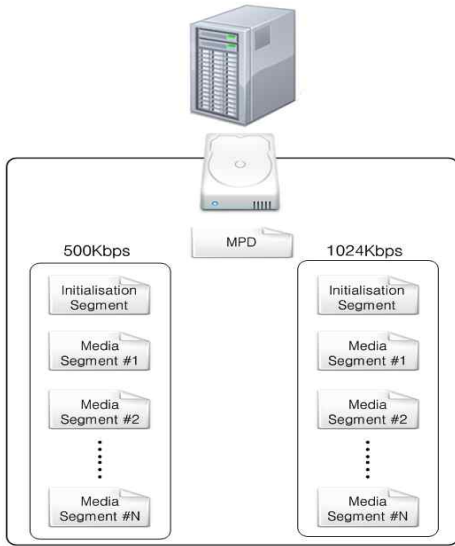 MPD
500Kbps
Initialisation
Segment
Media
Segment #1
Media
Segment #2
Media
Segment #N
1024Kbps
Initialisation
Segment
Media
Segment #1
Media
Segment #2
Media
Segment #N